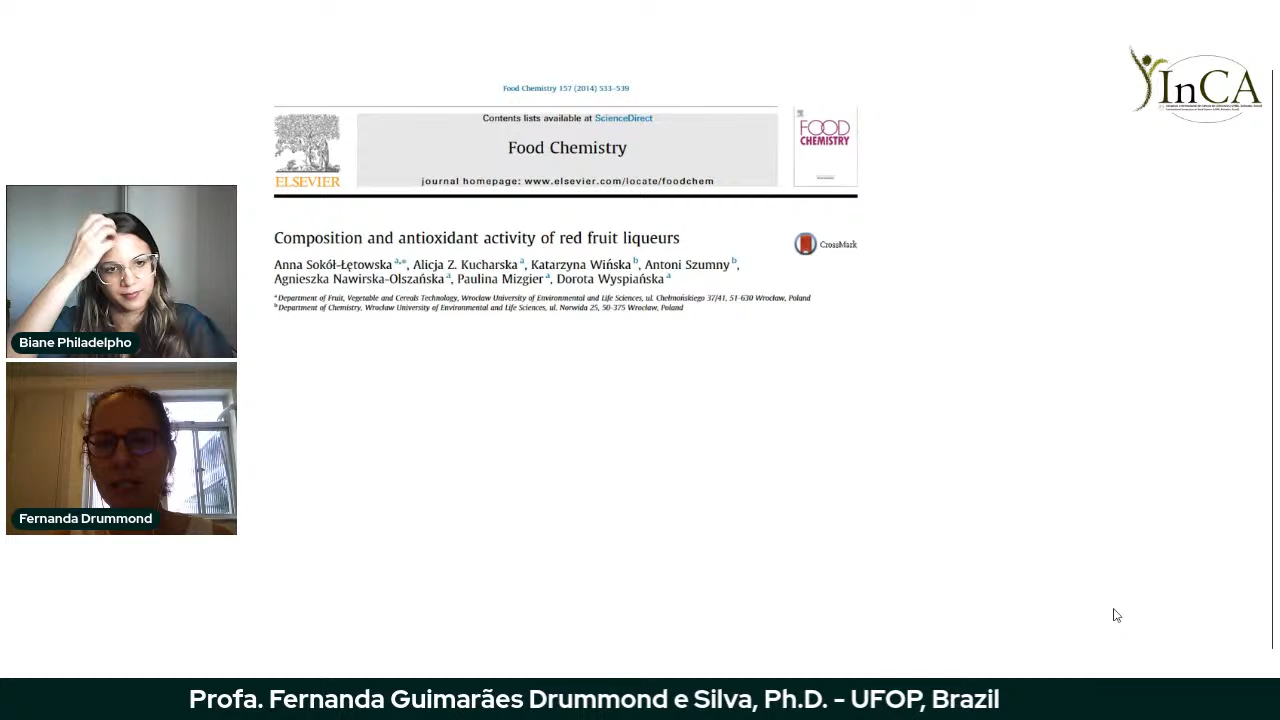 Food Chemistry 157 (2014) 533–539
Contents lists available at ScienceDirect
Food Chemistry
journal homepage: www.elsevier.com/locate/foodchem
ELSEVIER
FOOD
CHEMISTRY
Composition and antioxidant activity of red fruit liqueurs
CrossMark
Anna Sokół-Łętowska a,*, Alicja Z. Kucharska a, Katarzyna Wińska b, Antoni Szumny b,
Agnieszka Nawirska-Olszańska a, Paulina Mizgier a, Dorota Wyspiańska a
a Department of Fruit, Vegetable and Cereals Technology, Wrocław University of Environmental and Life Sciences, ul. Chełmońskiego 37/41, 51-630 Wrocław, Poland
b Department of Chemistry, Wrocław University of Environmental and Life Sciences, ul. Norwida 25, 50-375 Wrocław, Poland
InCA
Biane Philadelpho
Fernanda Drummond
Profa. Fernanda Guimarães Drummond e Silva, Ph.D. - UFOP, Brazil